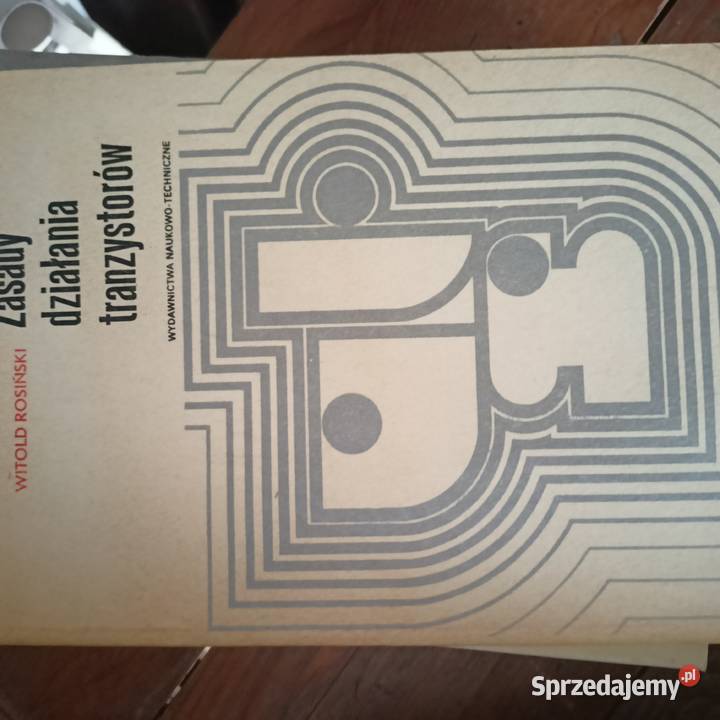 WITOLD ROSIŃSKI
Zasady
działania
tranzystorów
WYDAWNICTWA NAUKOWO-TECHNICZNE
Sprzedajemy.pl